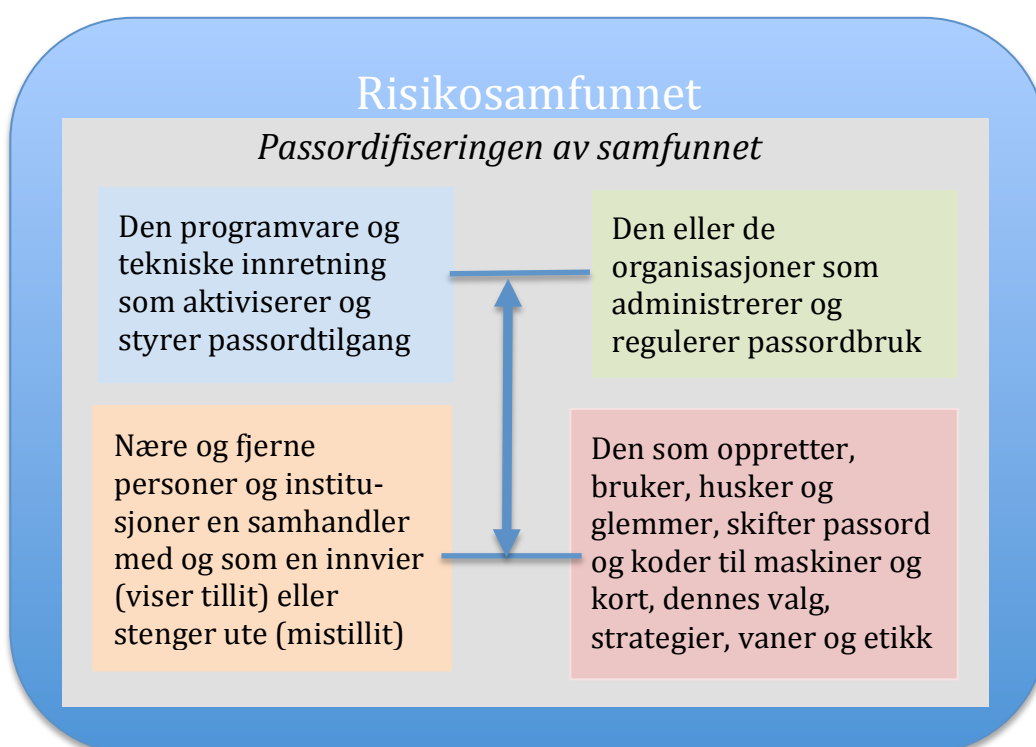 Risikosamfunnet
Passordifiseringen av samfunnet
Den programvare og
tekniske innretning
som aktiviserer og
styrer passordtilgang
Den eller de
organisasjoner som
administrerer og
regulerer passordbruk
Nære og fjerne
personer og institu-
sjoner en samhandler
med og som en innvier
(viser tillit) eller
stenger ute (mistillit)
Den som oppretter,
bruker, husker og
glemmer, skifter passord
og koder til maskiner og
kort, dennes valg,
strategier, vaner og etikk